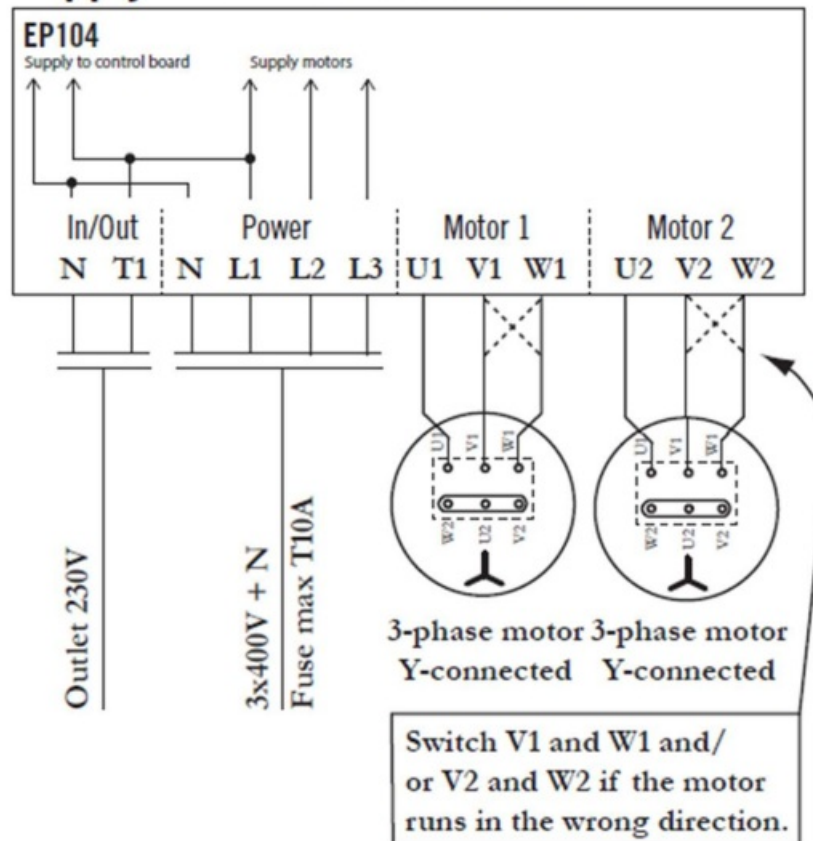 EP104
Supply to control board Supply motors
In/Out Power Motor 1 Motor 2
N T1 N L1 L2 L3 U1 V1 W1 U2 V2 W2
U1 V1 W1 U1 V1 W1
W2 U2 V2 W2 U2 V2
Outlet 230V
3x400V + N
Fuse max T10A
3-phase motor 3-phase motor
Y-connected Y-connected
Switch V1 and W1 and/
or V2 and W2 if the motor
runs in the wrong direction.